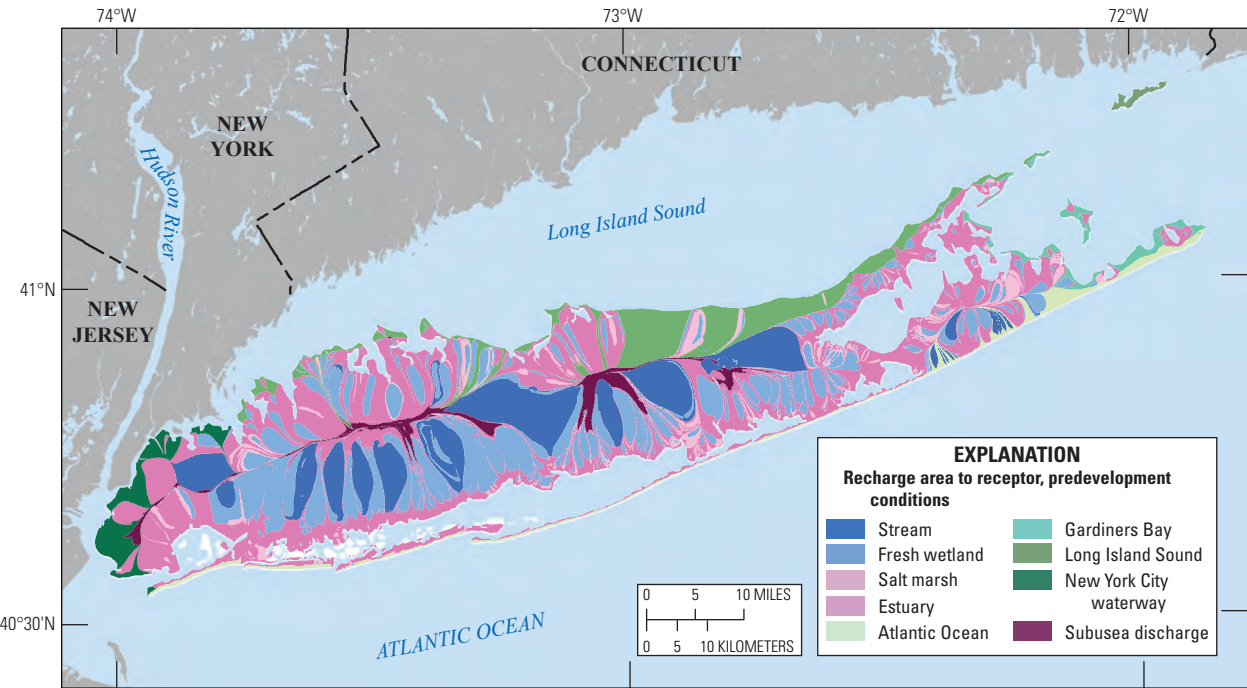 74°W
73°W
72°W
CONNECTICUT
NEW
YORK
Hudson River
Long Island Sound
41°N
NEW
JERSEY
EXPLANATION
Recharge area to receptor, predevelopment
conditions
Stream
Fresh wetland
Salt marsh
Estuary
Atlantic Ocean
Gardiners Bay
Long Island Sound
New York City
waterway
Subusea discharge
0 5 10 MILES
0 5 10 KILOMETERS
40°30'N
ATLANTIC OCEAN